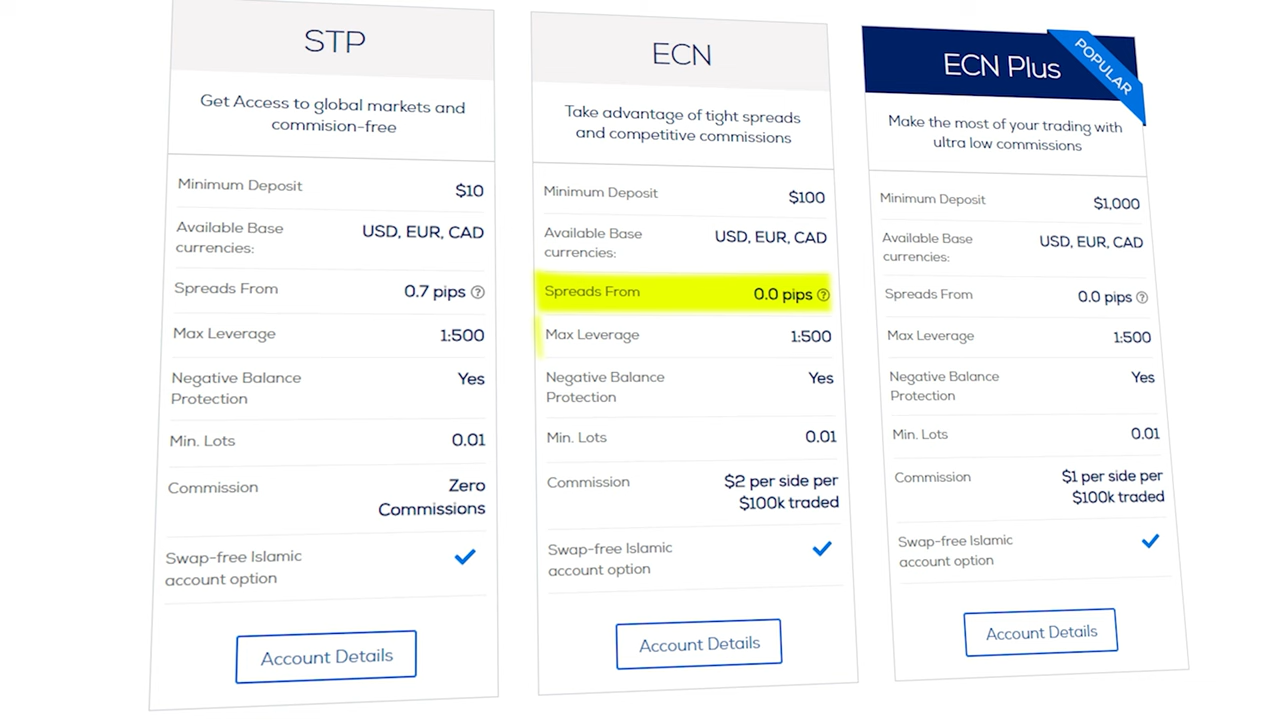 STP
Get Access to global markets and
commision-free
Minimum Deposit
$10
Available Base
currencies:
USD, EUR, CAD
Spreads From
0.7 pips ?
Max Leverage
1:500
Negative Balance
Protection
Yes
Min. Lots
0.01
Commission
Zero
Commissions
Swap-free Islamic
account option
Account Details
ECN
Take advantage of tight spreads
and competitive commissions
Minimum Deposit
$100
Available Base
currencies:
USD, EUR, CAD
Spreads From
0.0 pips ?
Max Leverage
1:500
Negative Balance
Protection
Yes
Min. Lots
0.01
Commission
$2 per side per
$100k traded
Swap-free Islamic
account option
Account Details
ECN Plus
POPULAR
Make the most of your trading with
ultra low commissions
Minimum Deposit
$1,000
Available Base
currencies:
USD, EUR, CAD
Spreads From
0.0 pips ?
Max Leverage
1:500
Negative Balance
Protection
Yes
Min. Lots
0.01
Commission
$1 per side per
$100k traded
Swap-free Islamic
account option
Account Details